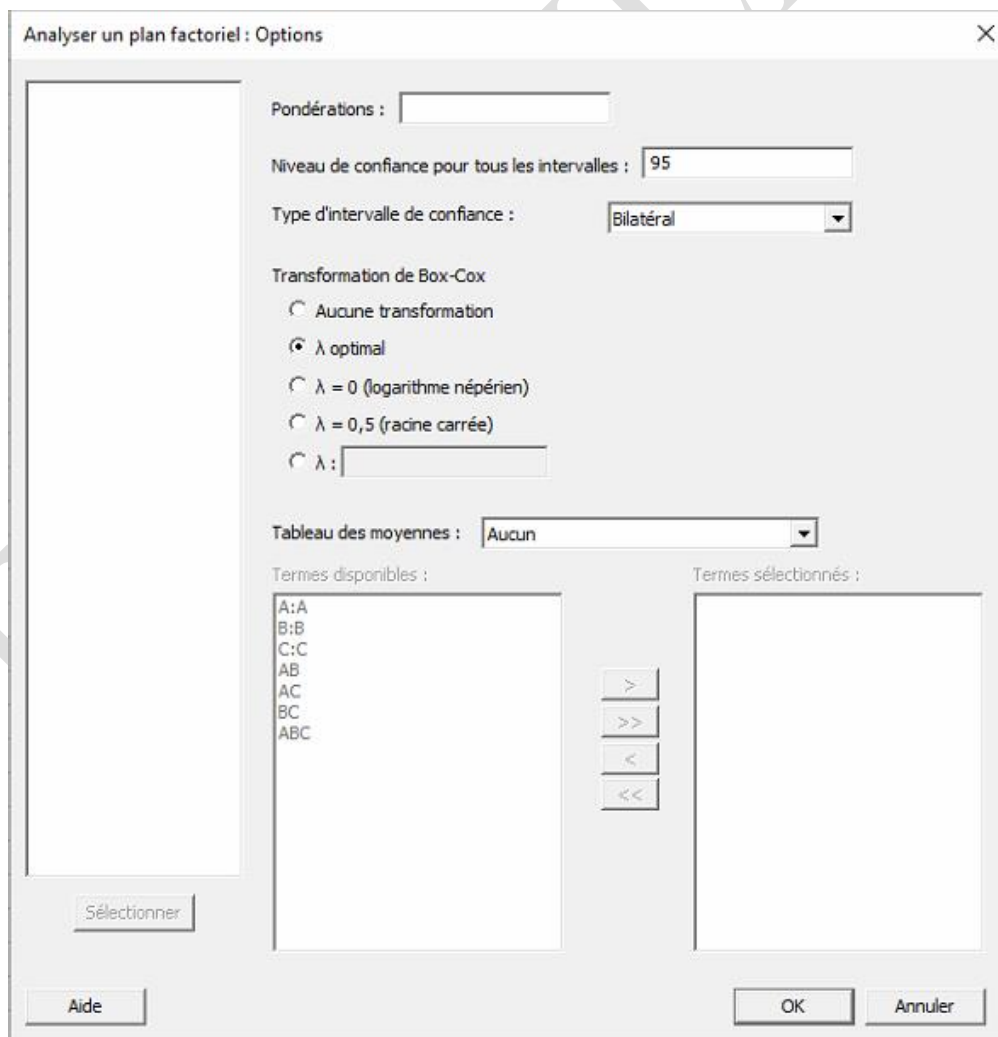 Analyser un plan factoriel : Options
Pondérations :
Niveau de confiance pour tous les intervalles : 95
Type d'intervalle de confiance : Bilatéral
Transformation de Box-Cox
Aucune transformation
λ optimal
λ = 0 (logarithme népérien)
λ = 0,5 (racine carrée)
λ :
Tableau des moyennes : Aucun
Termes disponibles : Termes sélectionnés :
A:A
B:B
C:C
AB
AC
BC
ABC
>
>>
<
<<
Sélectionner
Aide OK Annuler